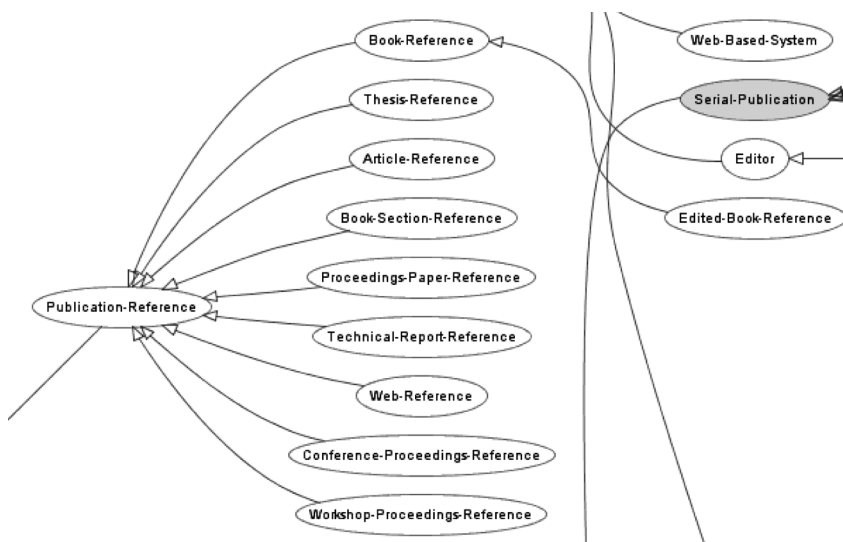 Book-Reference
Web-Based-System
Thesis-Reference
Serial-Publication
Article-Reference
Editor
Book-Section-Reference
Edited-Book-Reference
Proceedings-Paper-Reference
Publication-Reference
Technical-Report-Reference
Web-Reference
Conference-Proceedings-Reference
Workshop-Proceedings-Reference